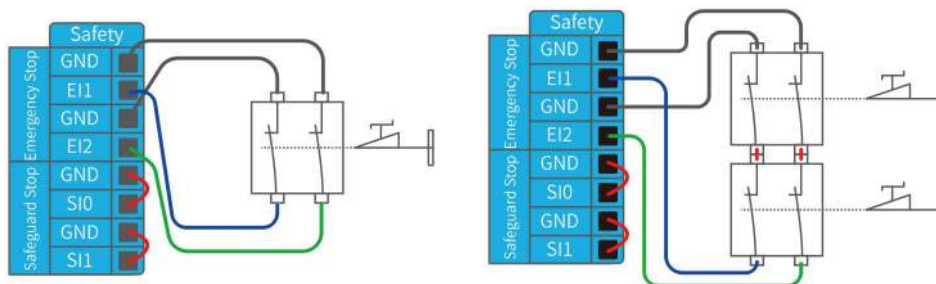 Safety
Emergency Stop
GND
EI1
GND
EI2
Safeguard Stop
GND
SI0
GND
SI1
Safety
Emergency Stop
GND
EI1
GND
EI2
Safeguard Stop
GND
SI0
GND
SI1